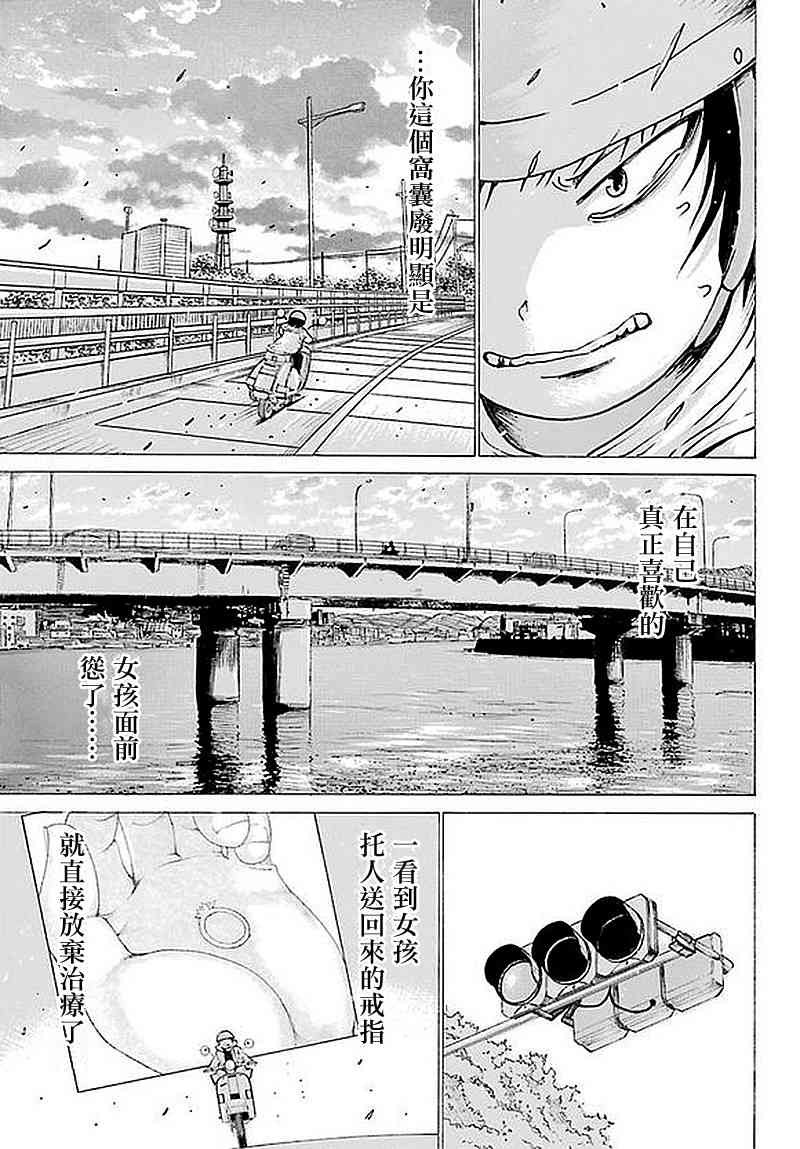 …你這個窩囊廢明顯是
在自己
真正喜歡的
女孩面前
慫了……
一看到女孩
托人送回來的戒指
就直接放棄治療了